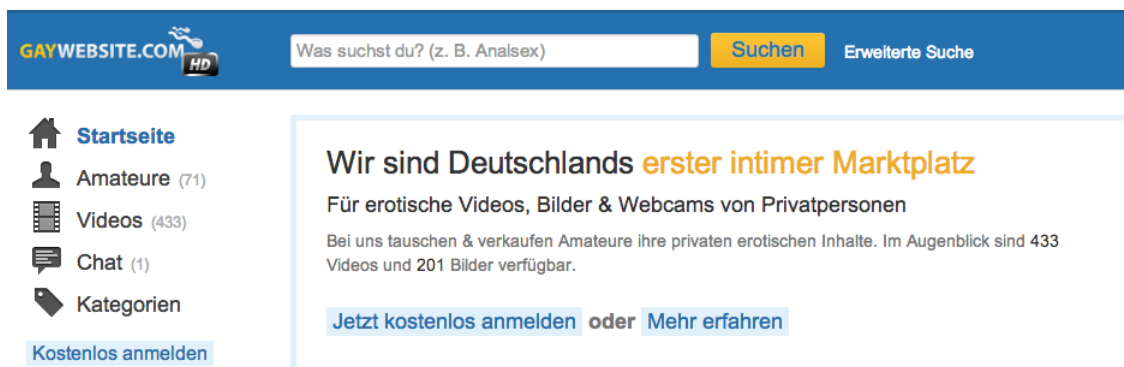 GAYWEBSITE.COM HD
Was suchst du? (z. B. Analsex)
Suchen
Erweiterte Suche
Startseite
Amateure (71)
Videos (433)
Chat (1)
Kategorien
Kostenlos anmelden
Wir sind Deutschlands erster intimer Marktplatz
Für erotische Videos, Bilder & Webcams von Privatpersonen
Bei uns tauschen & verkaufen Amateure ihre privaten erotischen Inhalte. Im Augenblick sind 433
Videos und 201 Bilder verfügbar.
Jetzt kostenlos anmelden oder Mehr erfahren